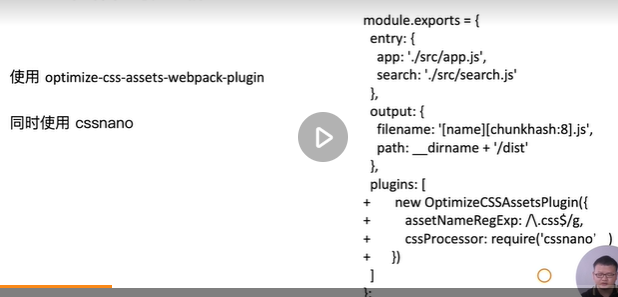 使用 optimize-css-assets-webpack-plugin
同时使用 cssnano
module.exports = {
entry: {
app: './src/app.js',
search: './src/search.js'
},
output: {
filename: '[name][chunkhash:8].js',
path: __dirname + '/dist'
},
plugins: [
+ new OptimizeCSSAssetsPlugin({
+ assetNameRegExp: /\.css$/g,
+ cssProcessor: require('cssnano' )
+ })
]
};